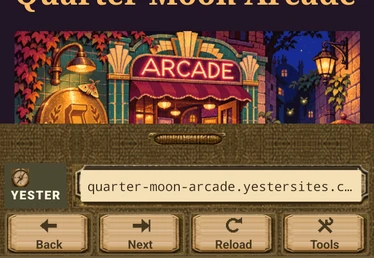 Quarter Moon Arcade
ARCADE
YESTER
quarter-moon-arcade.yestersites.c…
Back
Next
Reload
Tools